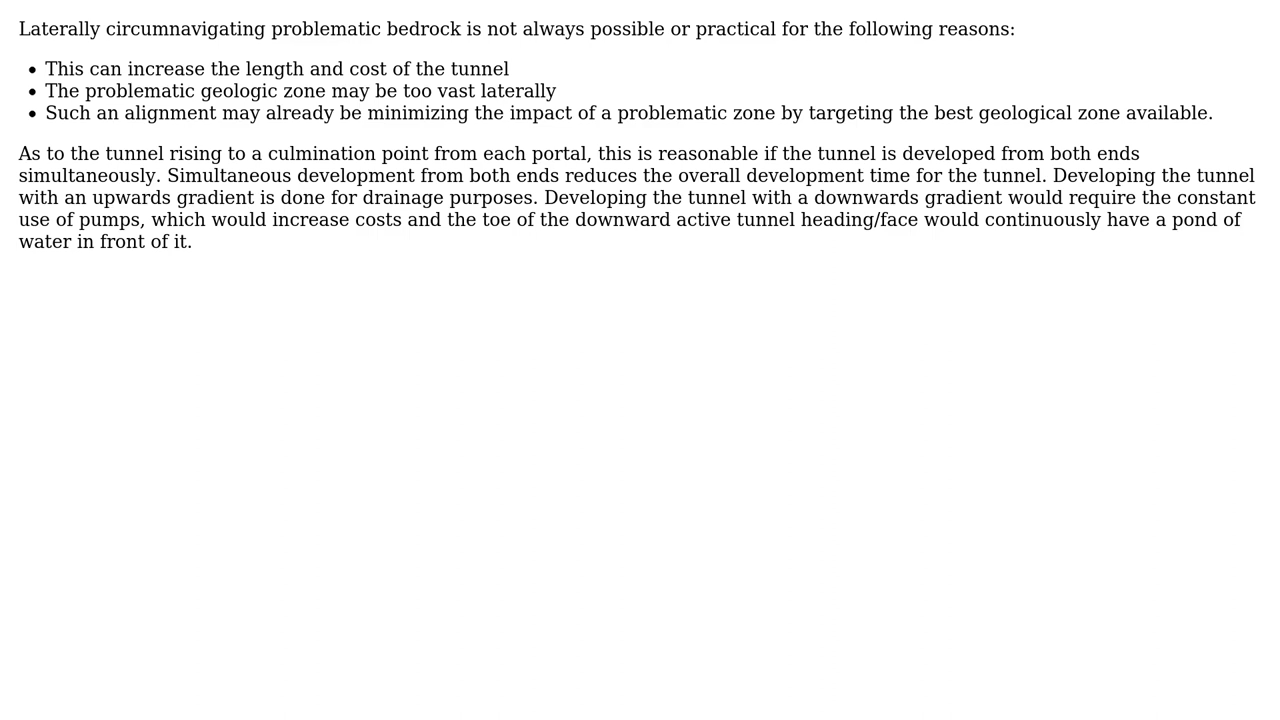 Laterally circumnavigating problematic bedrock is not always possible or practical for the following reasons:
• This can increase the length and cost of the tunnel
• The problematic geologic zone may be too vast laterally
• Such an alignment may already be minimizing the impact of a problematic zone by targeting the best geological zone available.
As to the tunnel rising to a culmination point from each portal, this is reasonable if the tunnel is developed from both ends
simultaneously. Simultaneous development from both ends reduces the overall development time for the tunnel. Developing the tunnel
with an upwards gradient is done for drainage purposes. Developing the tunnel with a downwards gradient would require the constant
use of pumps, which would increase costs and the toe of the downward active tunnel heading/face would continuously have a pond of
water in front of it.